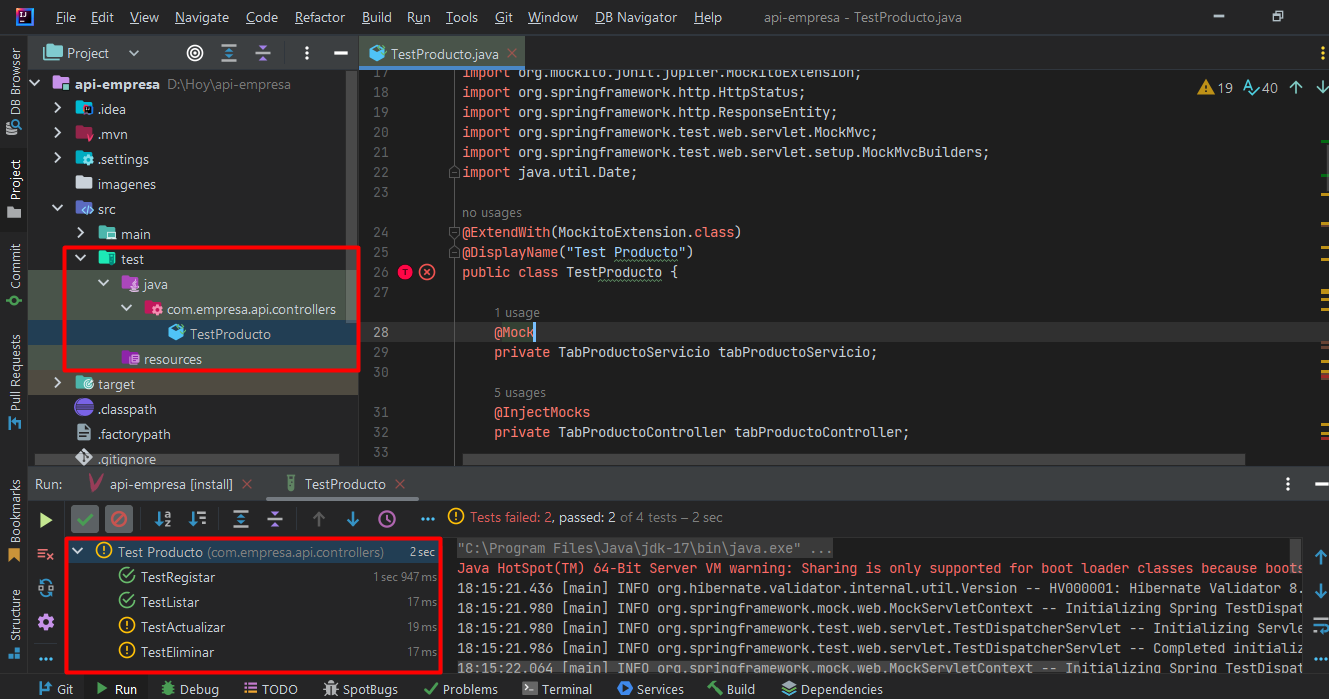 File Edit View Navigate Code Refactor Build Run Tools Git Window DB Navigator Help api-empresa - TestProducto.java
Project
TestProducto.java
DB Browser
Project
Commit
Pull Requests
Bookmarks
Structure
api-empresa D:\Hoy\api-empresa
.idea
.mvn
.settings
imagenes
src
main
test
java
com.empresa.api.controllers
TestProducto
resources
target
.classpath
.factorypath
.gitignore
19 40
17 import org.mockito.junit.jupiter.MockitoExtension;
18 import org.springframework.http.HttpStatus;
19 import org.springframework.http.ResponseEntity;
20 import org.springframework.test.web.servlet.MockMvc;
21 import org.springframework.test.web.servlet.setup.MockMvcBuilders;
22 import java.util.Date;
23
no usages
24 @ExtendWith(MockitoExtension.class)
25 @DisplayName("Test Producto")
26 public class TestProducto {
27
1 usage
28 @Mock
29 private TabProductoServicio tabProductoServicio;
30
5 usages
31 @InjectMocks
32 private TabProductoController tabProductoController;
33
Run: api-empresa [install] TestProducto
Tests failed: 2, passed: 2 of 4 tests – 2 sec
Test Producto (com.empresa.api.controllers) 2 sec
TestRegistar 1 sec 947 ms
TestListar 17 ms
TestActualizar 19 ms
TestEliminar 17 ms
"C:\Program Files\Java\jdk-17\bin\java.exe" ...
Java HotSpot(TM) 64-Bit Server VM warning: Sharing is only supported for boot loader classes because boots
18:15:21.436 [main] INFO org.hibernate.validator.internal.util.Version -- HV000001: Hibernate Validator 8.
18:15:21.980 [main] INFO org.springframework.mock.web.MockServletContext -- Initializing Spring TestDispat
18:15:21.980 [main] INFO org.springframework.test.web.servlet.TestDispatcherServlet -- Initializing Servle
18:15:21.986 [main] INFO org.springframework.test.web.servlet.TestDispatcherServlet -- Completed initializ
18:15:22.064 [main] INFO org.springframework.mock.web.MockServletContext -- Initializing Spring TestDispat
Git Run Debug TODO SpotBugs Problems Terminal Services Build Dependencies